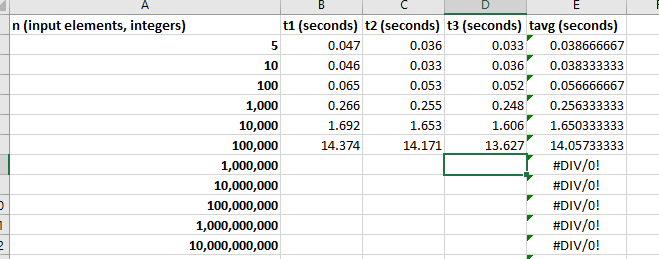 A B C D E
n (input elements, integers) t1 (seconds) t2 (seconds) t3 (seconds) tavg (seconds)
5 0.047 0.036 0.033 0.038666667
10 0.046 0.033 0.036 0.038333333
100 0.065 0.053 0.052 0.056666667
1,000 0.266 0.255 0.248 0.256333333
10,000 1.692 1.653 1.606 1.650333333
100,000 14.374 14.171 13.627 14.05733333
1,000,000 #DIV/0!
10,000,000 #DIV/0!
0 100,000,000 #DIV/0!
1 1,000,000,000 #DIV/0!
2 10,000,000,000 #DIV/0!